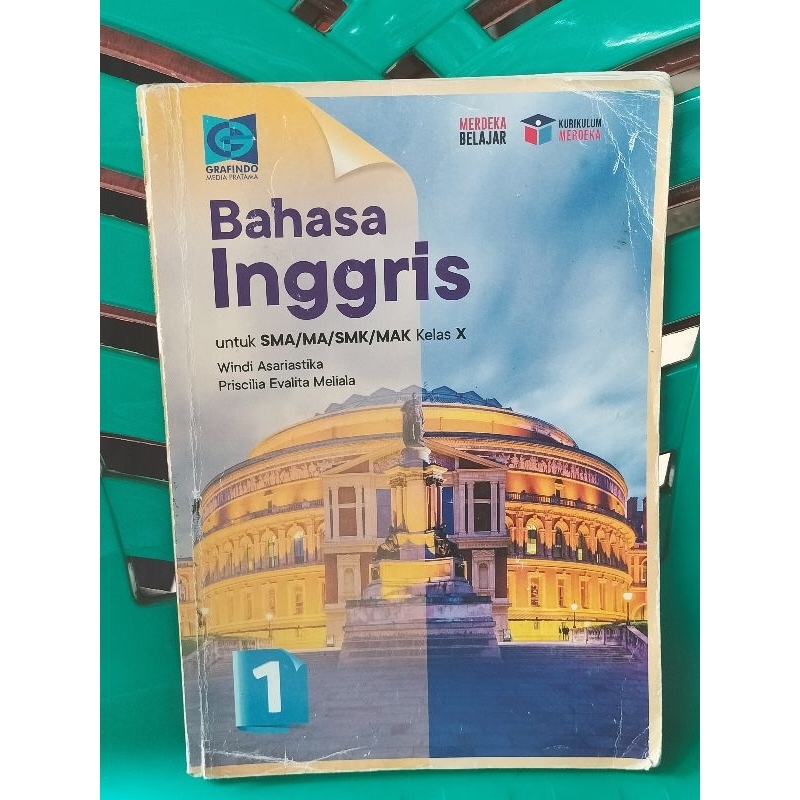 GRAFINDO
MEDIA PRATAMA
MERDEKA
BELAJAR
KURIKULUM
MERDEKA
Bahasa
Inggris
untuk SMA/MA/SMK/MAK Kelas X
Windi Asariastika
Priscilia Evalita Meliala
1